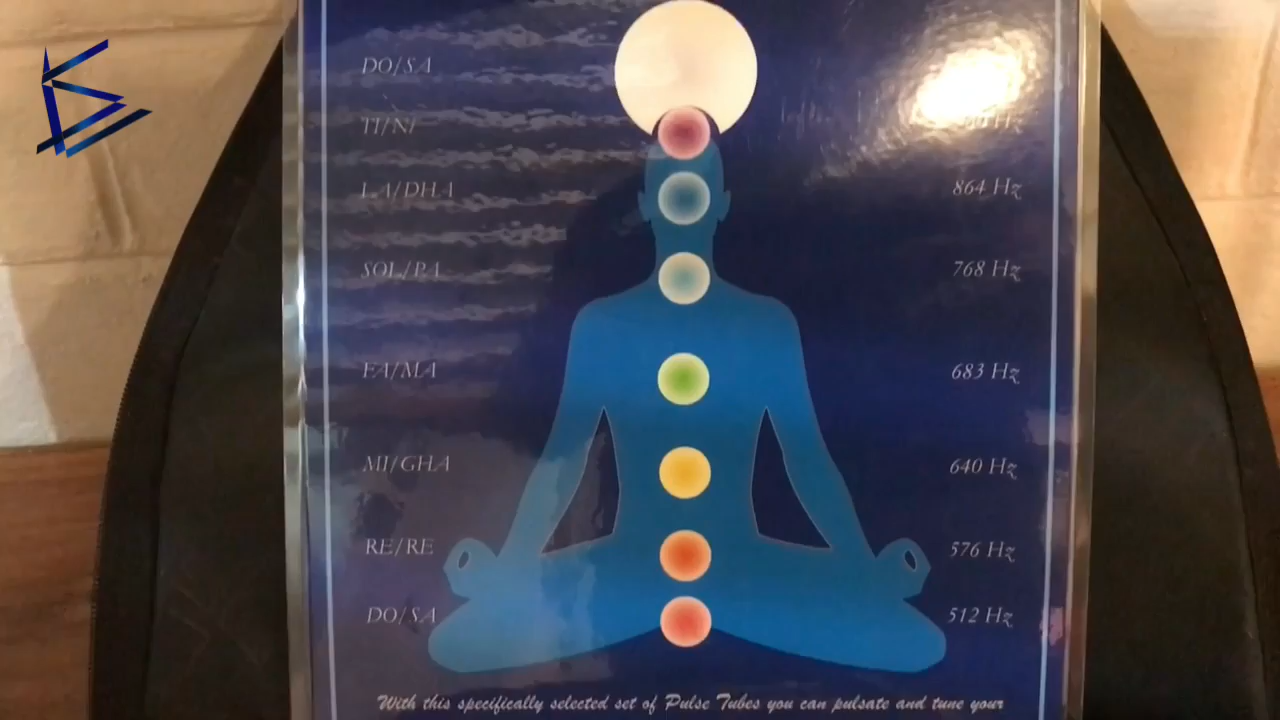 DO/SA
TI/NI
LA/DHA 864 Hz
SOL/PA 768 Hz
FA/MA 683 Hz
MI/GHA 640 Hz
RE/RE 576 Hz
DO/SA 512 Hz
With this specifically selected set of Pulse Tubes you can pulsate and tune your